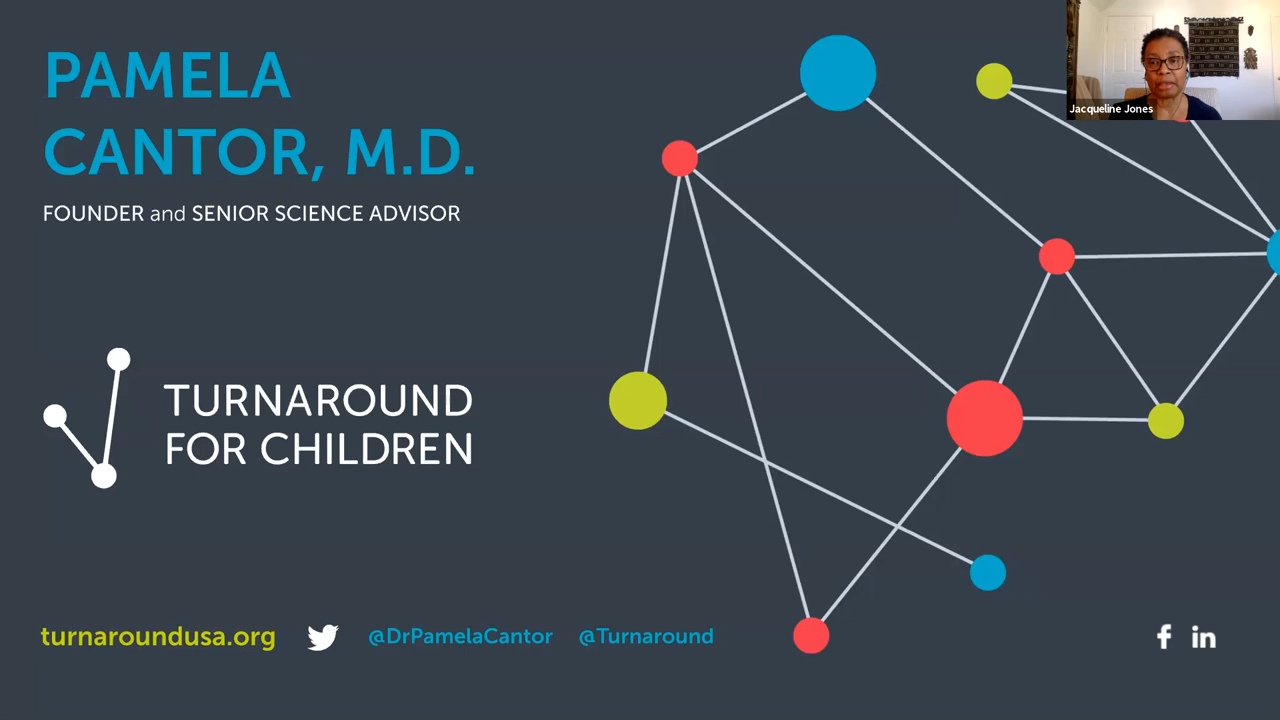 PAMELA
CANTOR, M.D.
FOUNDER and SENIOR SCIENCE ADVISOR
Jacqueline Jones
TURNAROUND
FOR CHILDREN
turnaroundusa.org @DrPamelaCantor @Turnaround f in